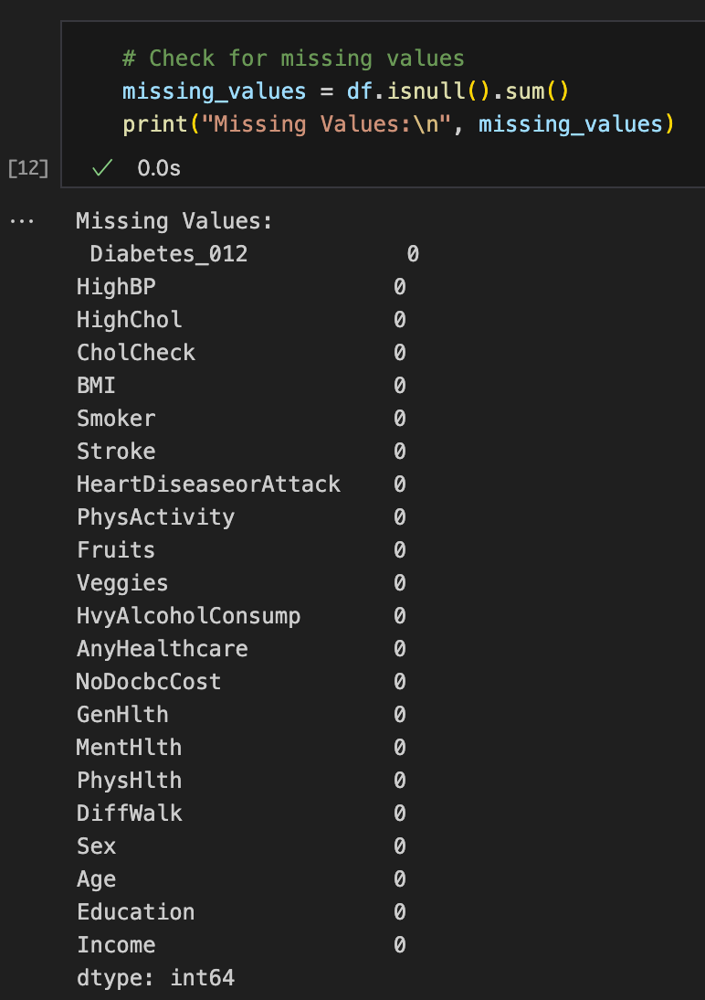 # Check for missing values
missing_values = df.isnull().sum()
print("Missing Values:\n", missing_values)
[12] ✓ 0.0s
... Missing Values:
 Diabetes_012            0
HighBP                  0
HighChol                0
CholCheck               0
BMI                     0
Smoker                  0
Stroke                  0
HeartDiseaseorAttack    0
PhysActivity            0
Fruits                  0
Veggies                 0
HvyAlcoholConsump       0
AnyHealthcare           0
NoDocbcCost             0
GenHlth                 0
MentHlth                0
PhysHlth                0
DiffWalk                0
Sex                     0
Age                     0
Education               0
Income                  0
dtype: int64